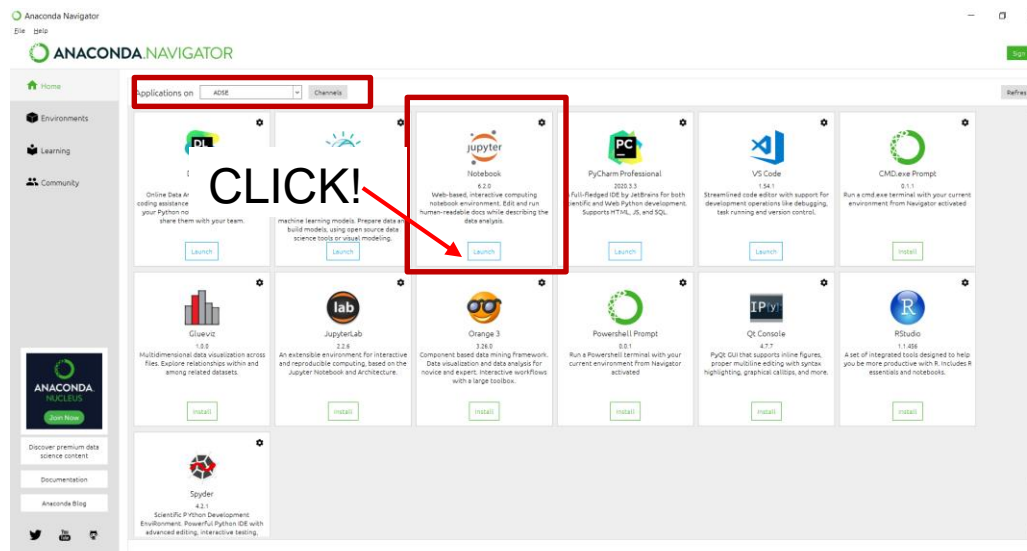 Anaconda Navigator
File Help
ANACONDA.NAVIGATOR
Sign
Home
Applications on ADSE Channels
Refres
Environments
Learning
Community
DL
Online Data Ar
coding assistance
your Python no
share them with your team.
Launch
machine learning models. Prepare data an
build models, using open source data
science tools or visual modeling.
Launch
CLICK!
jupyter
Notebook
6.2.0
Web-based, interactive computing
notebook environment. Edit and run
human-readable docs while describing the
data analysis.
Launch
PC
PyCharm Professional
2020.3.3
full-fledged IDE by JetBrains for both
entific and Web Python development.
Supports HTML, JS, and SQL.
Launch
VS Code
1.54.1
Streamlined code editor with support for
development operations like debugging,
task running and version control.
Launch
CMD.exe Prompt
0.1.1
Run a cmd.exe terminal with your current
environment from Navigator activated
Install
Glueviz
1.0.0
Multidimensional data visualization across
files. Explore relationships within and
among related datasets.
Install
lab
JupyterLab
2.2.6
An extensible environment for interactive
and reproducible computing, based on the
Jupyter Notebook and Architecture.
Install
Orange 3
3.26.0
Component based data mining framework.
Data visualization and data analysis for
novice and expert. Interactive workflows
with a large toolbox.
Install
Powershell Prompt
0.0.1
Run a Powershell terminal with your
current environment from Navigator
activated
Install
IP[y]:
Qt Console
4.7.7
PyQt GUI that supports inline figures,
proper multiline editing with syntax
highlighting, graphical calltips, and more.
Install
R
RStudio
1.1.456
A set of integrated tools designed to help
you be more productive with R. Includes R
essentials and notebooks.
Install
Spyder
4.2.1
Scientific Python Development
EnviRonment. Powerful Python IDE with
advanced editing, interactive testing,
ANACONDA.
NUCLEUS
Join Now
Discover premium data
science content
Documentation
Anaconda Blog
You
Tube